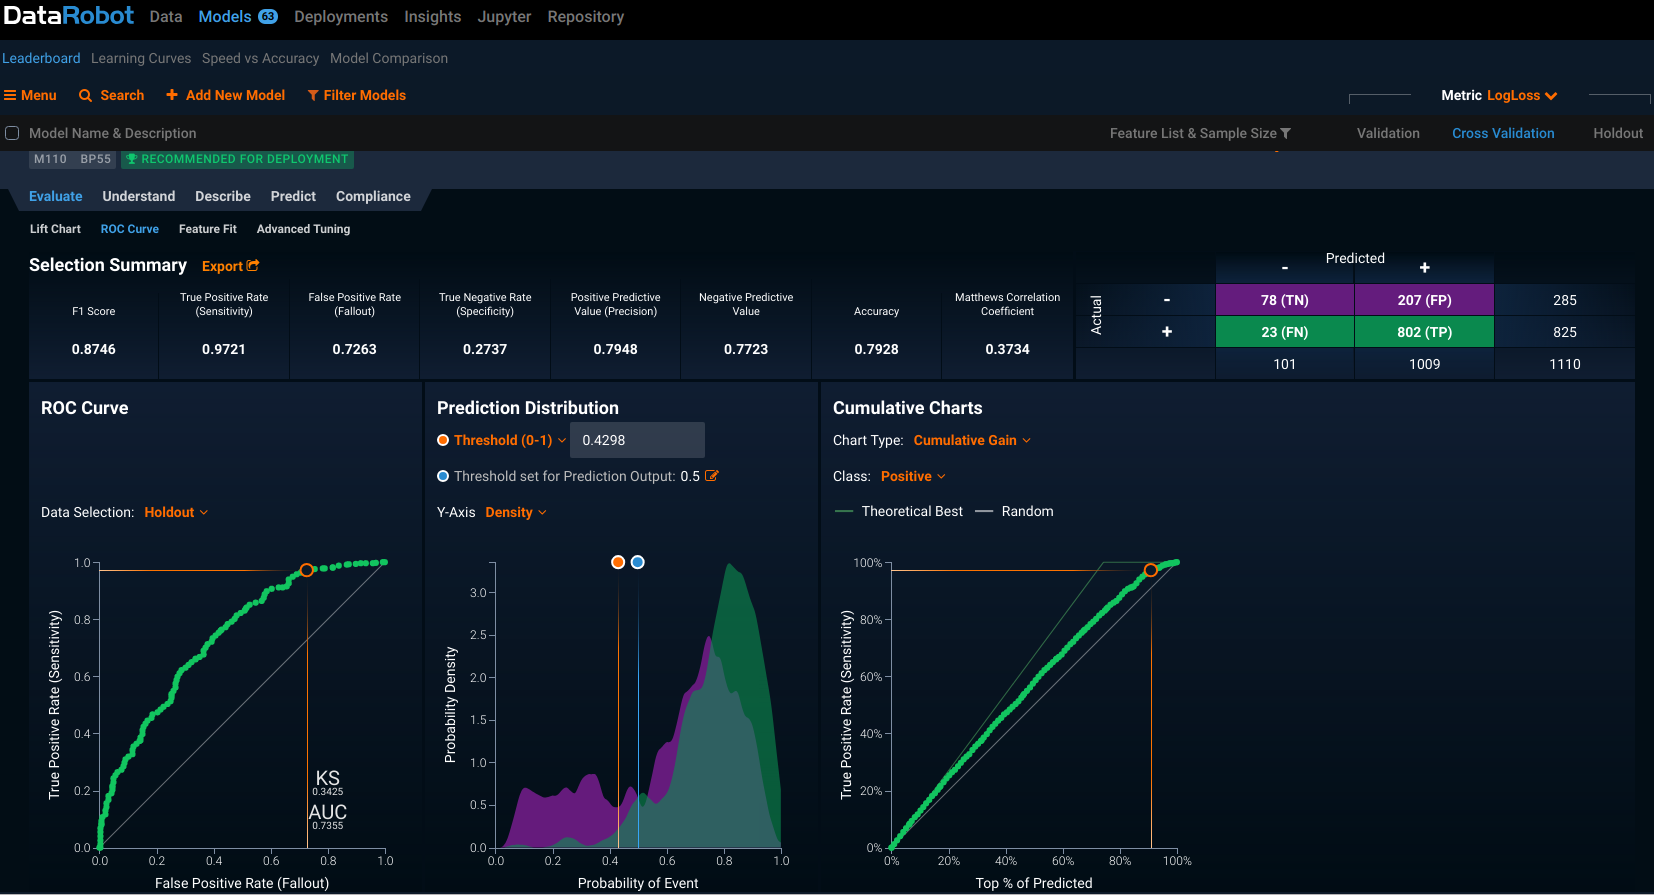 DataRobot Data Models 63 Deployments Insights Jupyter Repository
Leaderboard Learning Curves Speed vs Accuracy Model Comparison
Menu Search + Add New Model Filter Models Metric LogLoss
Model Name & Description Feature List & Sample Size Validation Cross Validation Holdout
M110 BP55 RECOMMENDED FOR DEPLOYMENT
Evaluate Understand Describe Predict Compliance
Lift Chart ROC Curve Feature Fit Advanced Tuning
Selection Summary Export
F1 Score
0.8746
True Positive Rate
(Sensitivity)
0.9721
False Positive Rate
(Fallout)
0.7263
True Negative Rate
(Specificity)
0.2737
Positive Predictive
Value (Precision)
0.7948
Negative Predictive
Value
0.7723
Accuracy
0.7928
Matthews Correlation
Coefficient
0.3734
Predicted
- +
Actual
- 78 (TN) 207 (FP) 285
+ 23 (FN) 802 (TP) 825
101 1009 1110
ROC Curve
Data Selection: Holdout
True Positive Rate (Sensitivity)
1.0
0.8
0.6
0.4
0.2
0.0
KS
0.3425
AUC
0.7355
0.0 0.2 0.4 0.6 0.8 1.0
False Positive Rate (Fallout)
Prediction Distribution
Threshold (0-1) 0.4298
Threshold set for Prediction Output: 0.5
Y-Axis Density
Probability Density
3.0
2.5
2.0
1.5
1.0
0.5
0.0
0.0 0.2 0.4 0.6 0.8 1.0
Probability of Event
Cumulative Charts
Chart Type: Cumulative Gain
Class: Positive
Theoretical Best Random
True Positive Rate (Sensitivity)
100%
80%
60%
40%
20%
0%
0% 20% 40% 60% 80% 100%
Top % of Predicted